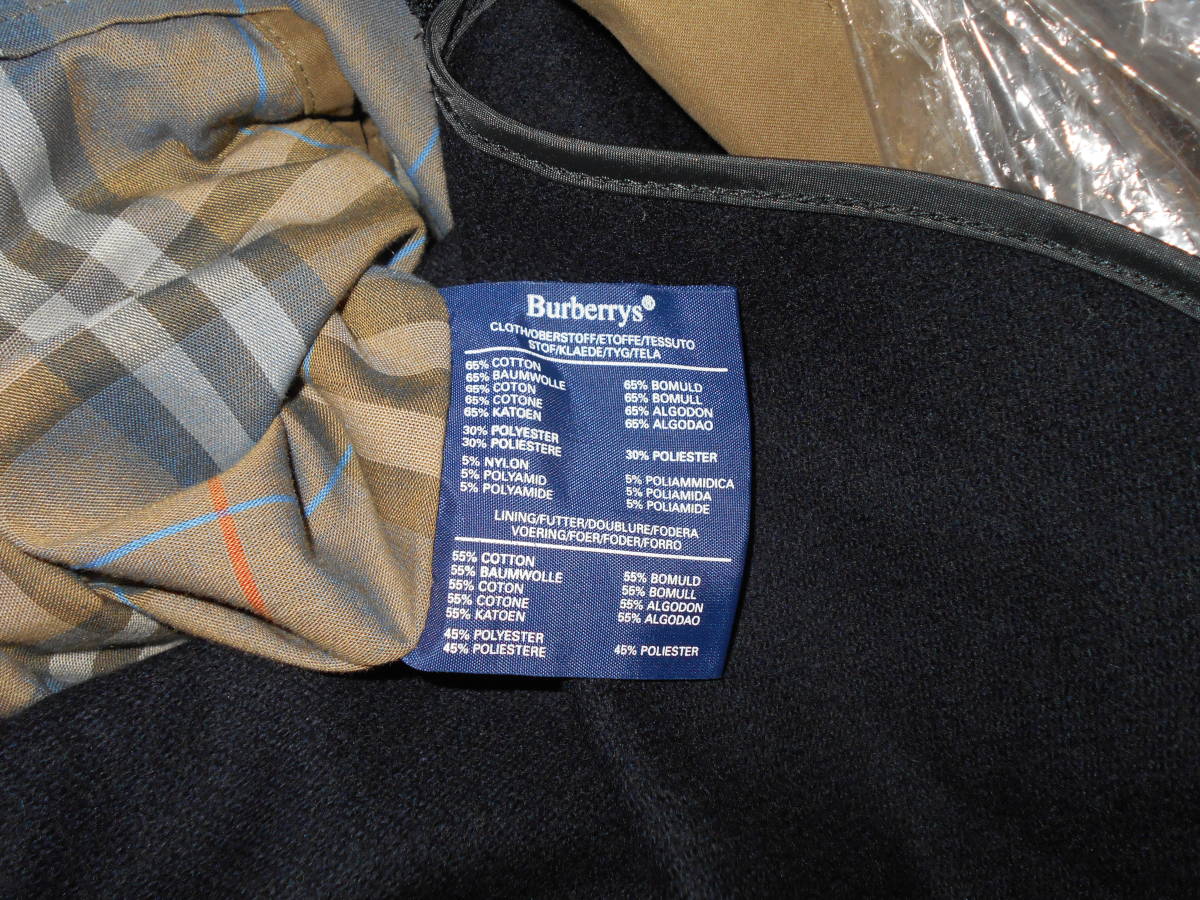 Burberrys®
CLOTH/OBERSTOFF/ETOFFE/TESSUTO
STOF/KLAEDE/TYG/TELA
65% COTTON
65% BAUMWOLLE
65% COTON
65% COTONE
65% KATOEN
65% BOMULD
65% BOMULL
65% ALGODON
65% ALGODAO
30% POLYESTER
30% POLIESTERE
30% POLIESTER
5% NYLON
5% POLYAMID
5% POLYAMIDE
5% POLIAMMIDICA
5% POLIAMIDA
5% POLIAMIDE
LINING/FUTTER/DOUBLURE/FODERA
VOERING/FOER/FODER/FORRO
55% COTTON
55% BAUMWOLLE
55% COTON
55% COTONE
55% KATOEN
55% BOMULD
55% BOMULL
55% ALGODON
55% ALGODAO
45% POLYESTER
45% POLIESTERE
45% POLIESTER